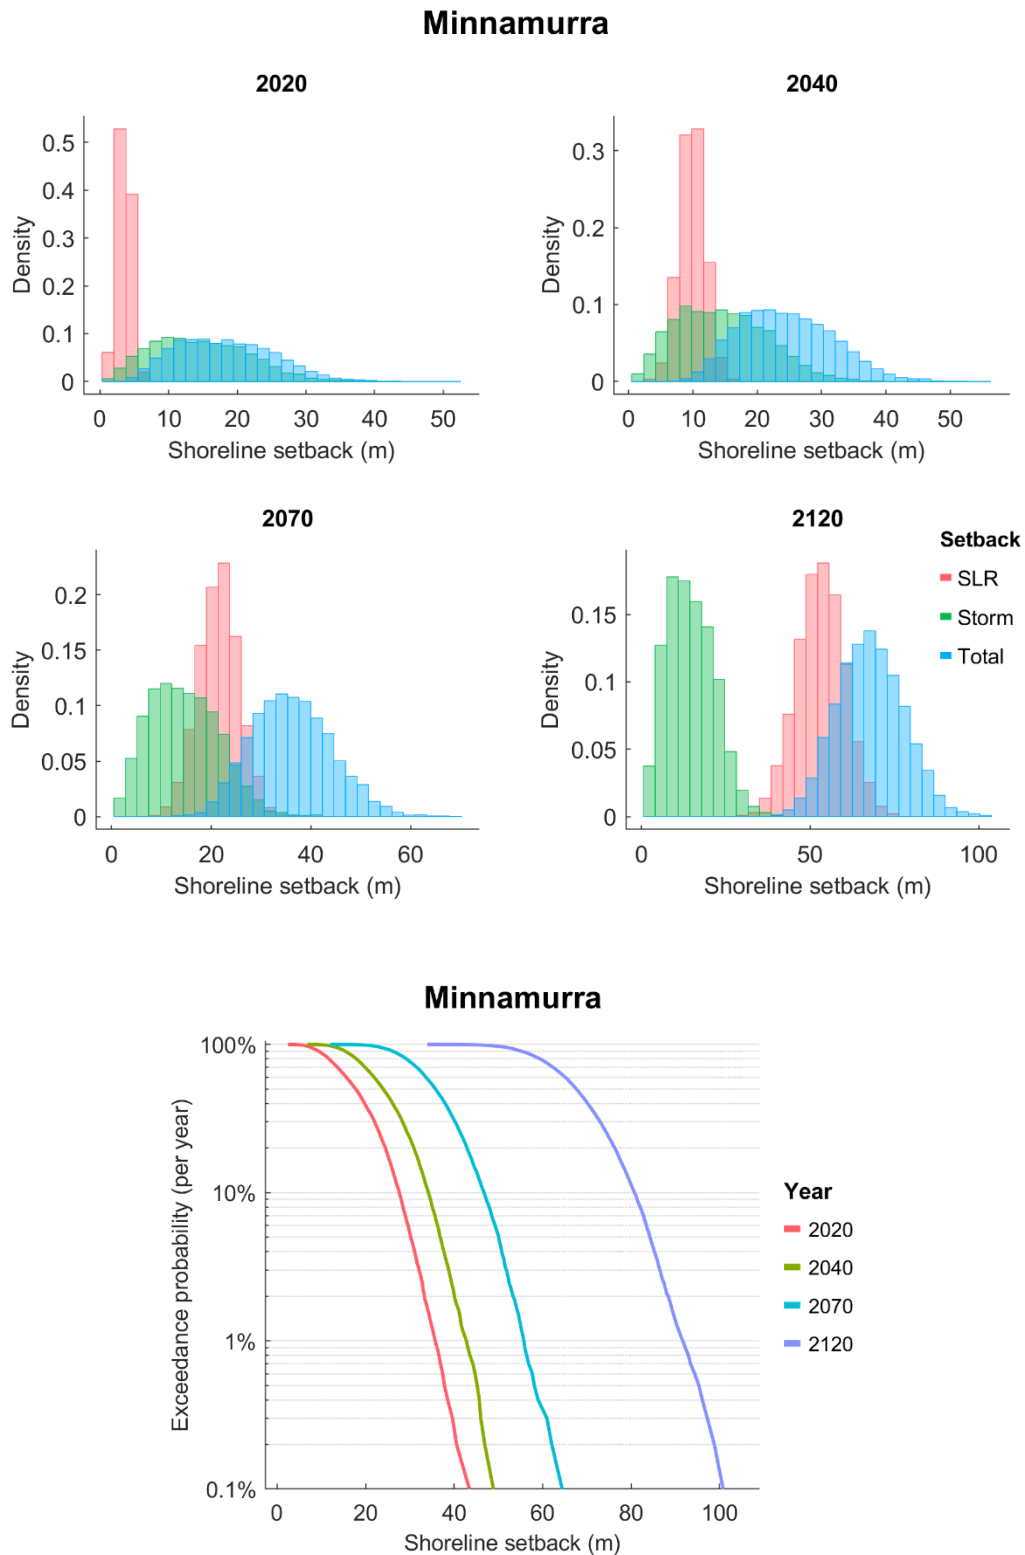 Minnamurra
2020
0.5
0.4
0.3
0.2
0.1
0
Density
0 10 20 30 40 50
Shoreline setback (m)
2040
0.3
0.2
0.1
0
Density
0 10 20 30 40 50
Shoreline setback (m)
2070
0.2
0.15
0.1
0.05
0
Density
0 20 40 60
Shoreline setback (m)
2120
0.15
0.1
0.05
0
Density
0 50 100
Shoreline setback (m)
Setback
SLR
Storm
Total
Minnamurra
100%
10%
1%
0.1%
Exceedance probability (per year)
0 20 40 60 80 100
Shoreline setback (m)
Year
2020
2040
2070
2120